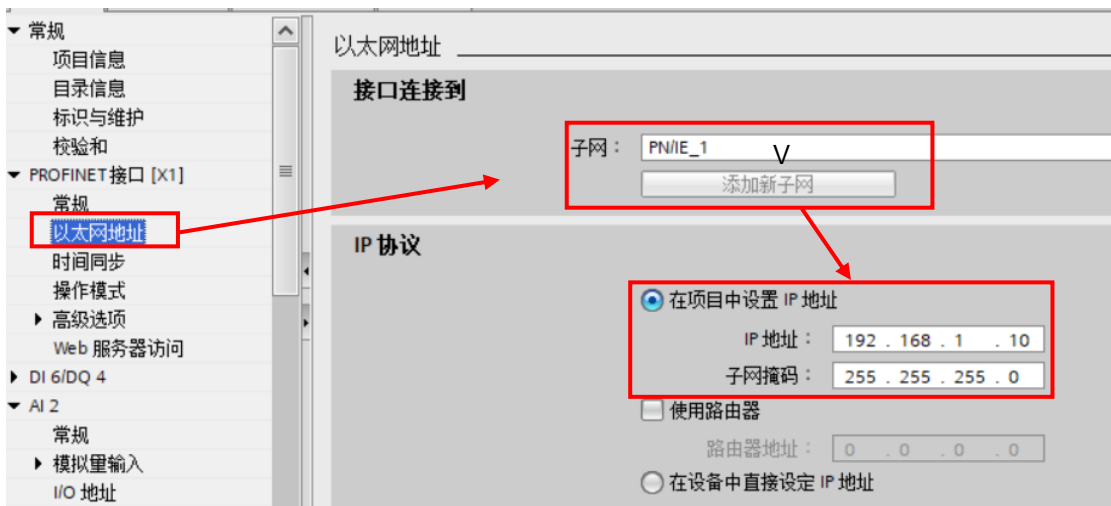 常规
项目信息
目录信息
标识与维护
校验和
PROFINET接口 [X1]
常规
以太网地址
时间同步
操作模式
高级选项
Web 服务器访问
DI 6/DQ 4
AI 2
常规
模拟量输入
I/O 地址
以太网地址
接口连接到
子网： PN/IE_1
V
添加新子网
IP 协议
在项目中设置 IP 地址
IP 地址： 192 . 168 . 1 . 10
子网掩码： 255 . 255 . 255 . 0
使用路由器
路由器地址： 0 . 0 . 0 . 0
在设备中直接设定 IP 地址